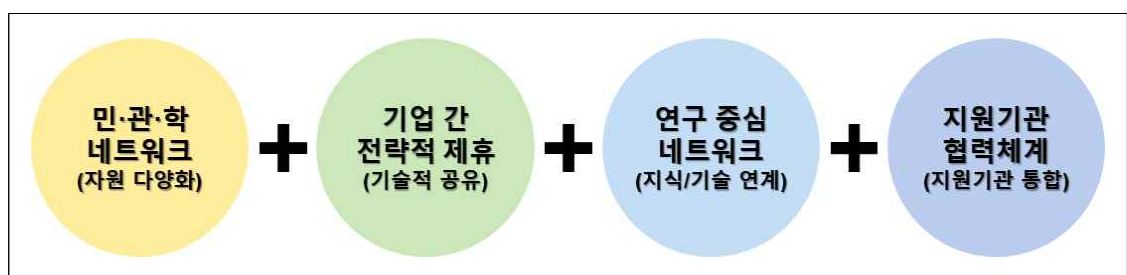 민·관·학
네트워크
(자원 다양화)
+
기업 간
전략적 제휴
(기술적 공유)
+
연구 중심
네트워크
(지식/기술 연계)
+
지원기관
협력체계
(지원기관 통합)